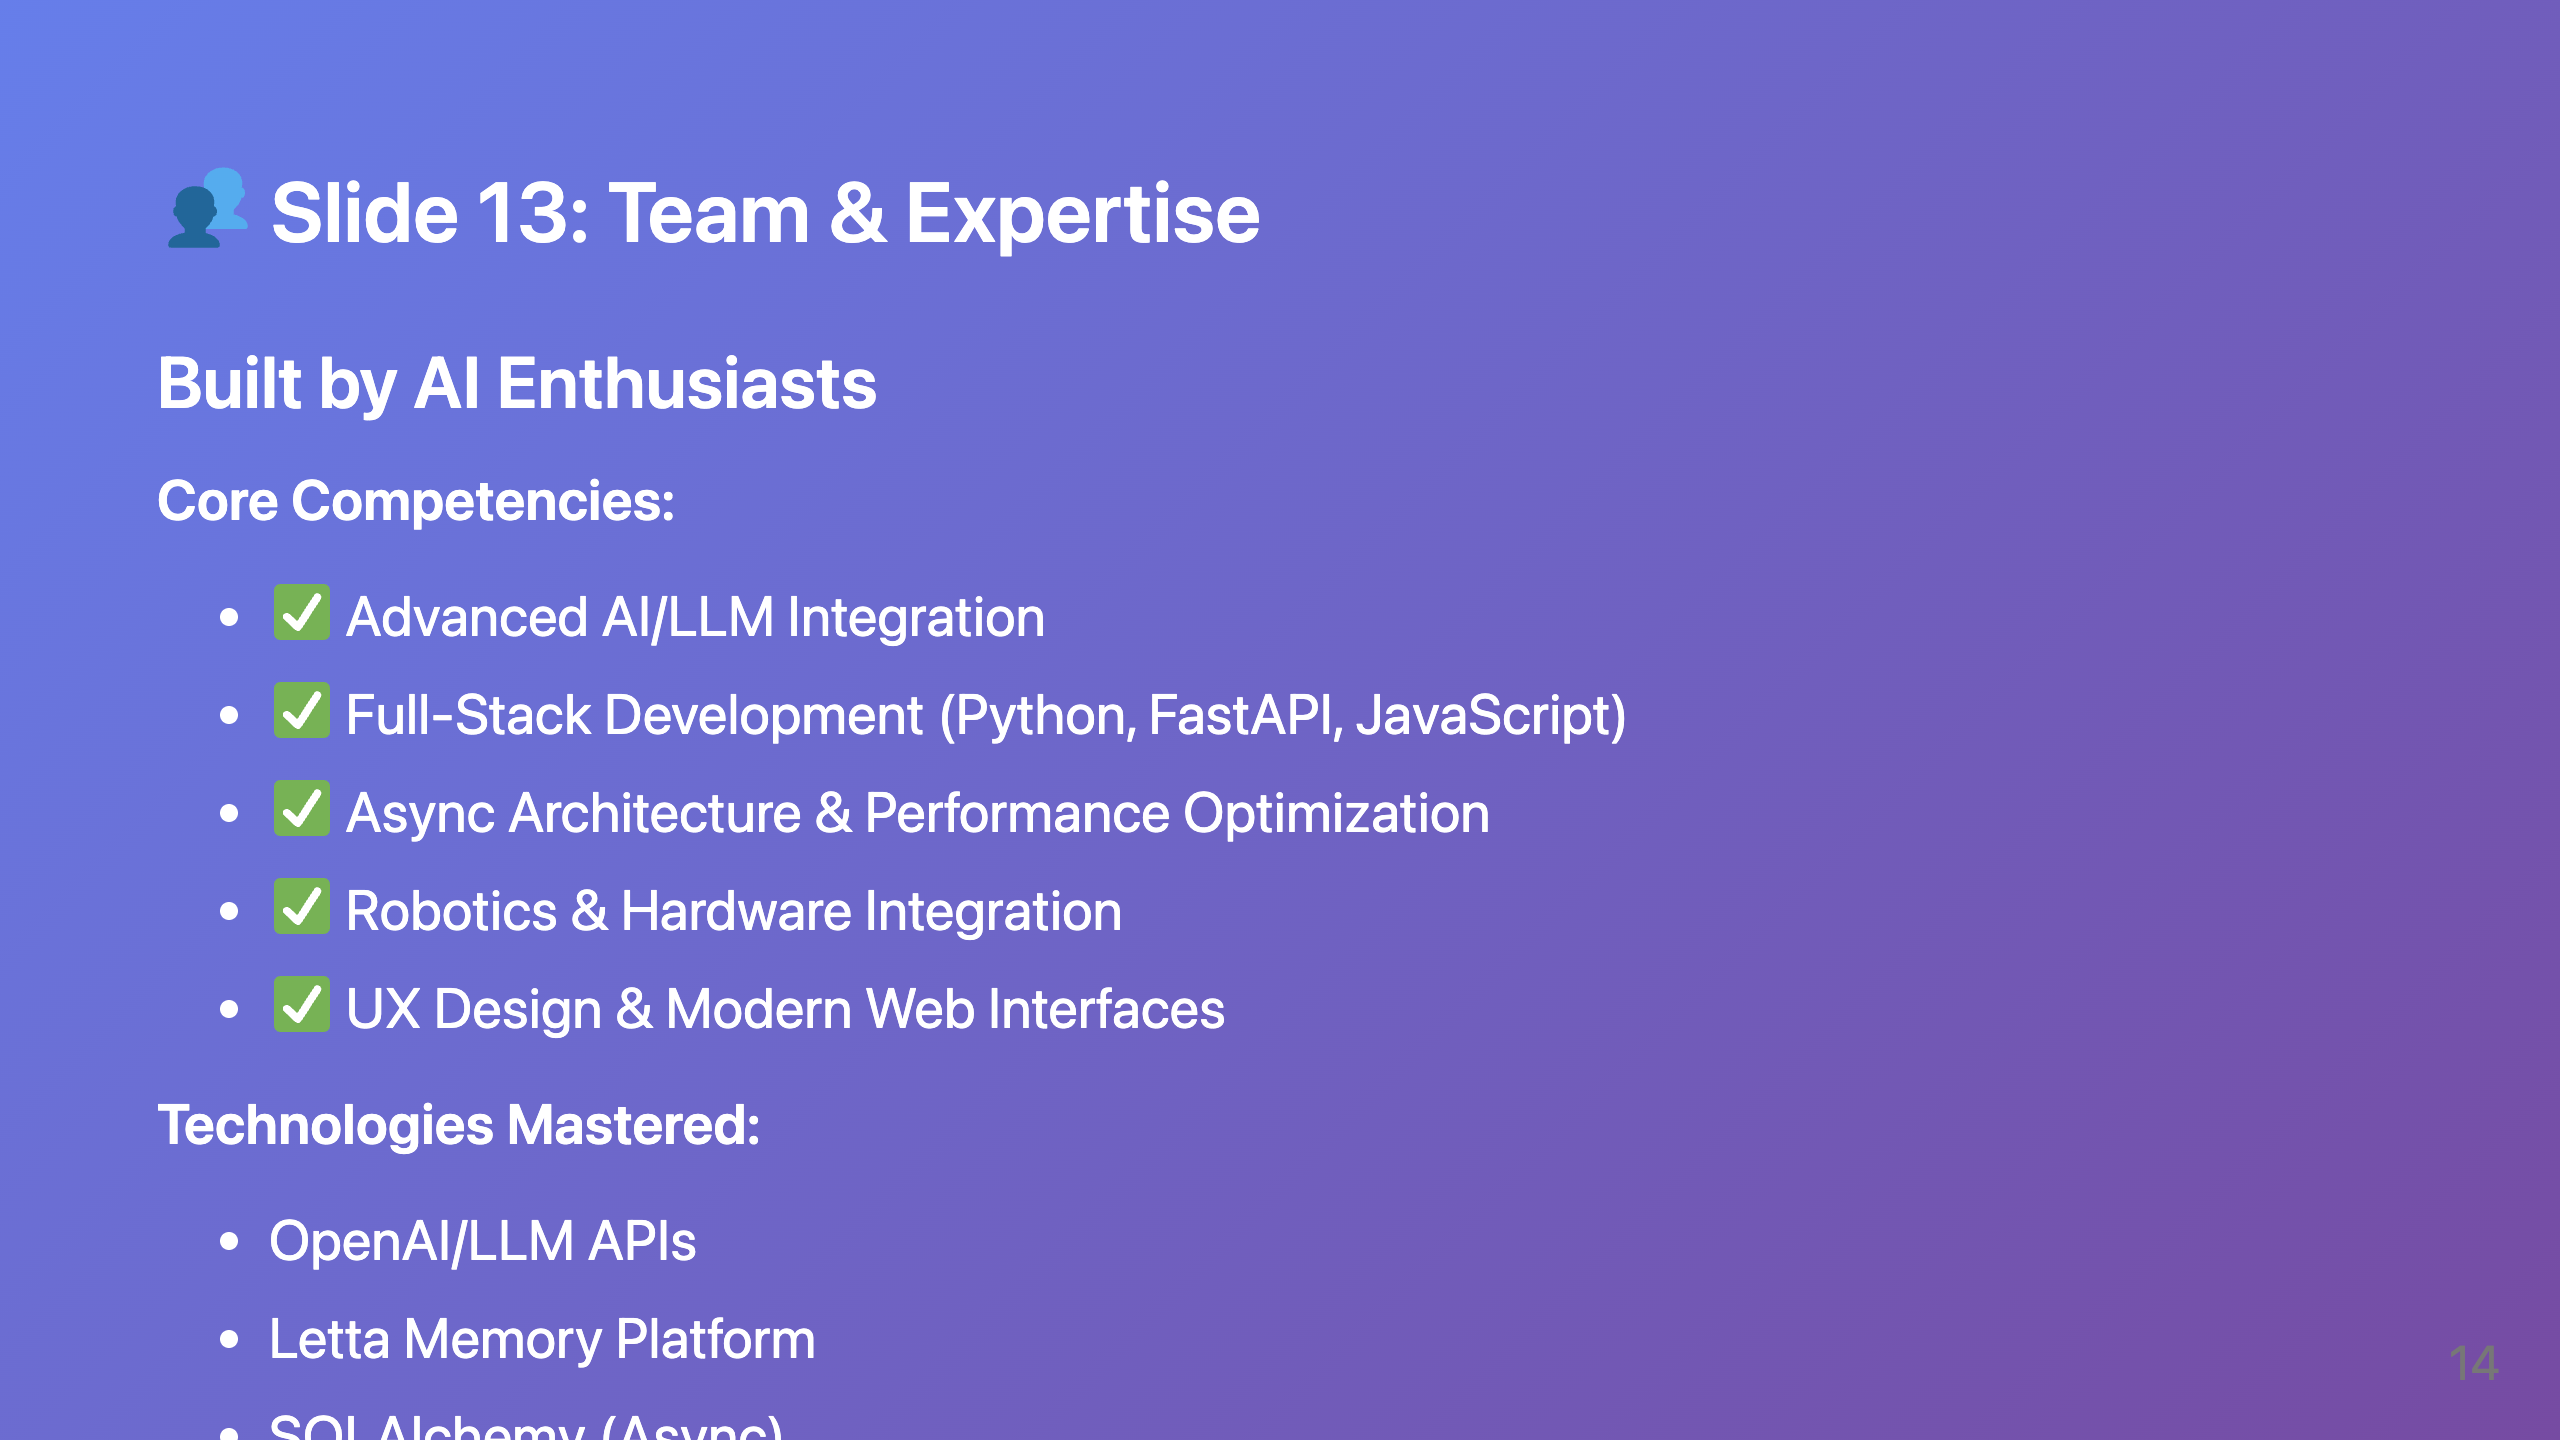 Slide 13: Team & Expertise
Built by AI Enthusiasts
Core Competencies:
Advanced AI/LLM Integration
Full-Stack Development (Python, FastAPI, JavaScript)
Async Architecture & Performance Optimization
Robotics & Hardware Integration
UX Design & Modern Web Interfaces
Technologies Mastered:
OpenAI/LLM APIs
Letta Memory Platform
SQLAlchemy (Async)
14